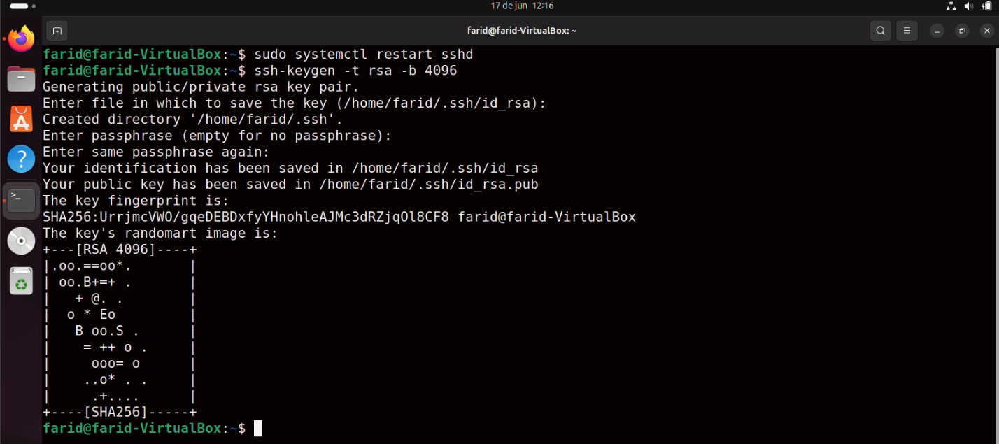 17 de jun 12:16
farid@farid-VirtualBox: ~
farid@farid-VirtualBox:~$ sudo systemctl restart sshd
farid@farid-VirtualBox:~$ ssh-keygen -t rsa -b 4096
Generating public/private rsa key pair.
Enter file in which to save the key (/home/farid/.ssh/id_rsa):
Created directory '/home/farid/.ssh'.
Enter passphrase (empty for no passphrase):
Enter same passphrase again:
Your identification has been saved in /home/farid/.ssh/id_rsa
Your public key has been saved in /home/farid/.ssh/id_rsa.pub
The key fingerprint is:
SHA256:UrrjmcVWO/gqeDEBDxfyYHnohleAJMc3dRZjqOl8CF8 farid@farid-VirtualBox
The key's randomart image is:
+---[RSA 4096]----+
|.oo.==oo*.       |
| oo.B+=+ .       |
|   + @. .        |
|  o * Eo         |
|   B oo.S .      |
|    = ++ o .     |
|     ooo= o      |
|    ..o* . .     |
|     .+....      |
+----[SHA256]-----+
farid@farid-VirtualBox:~$